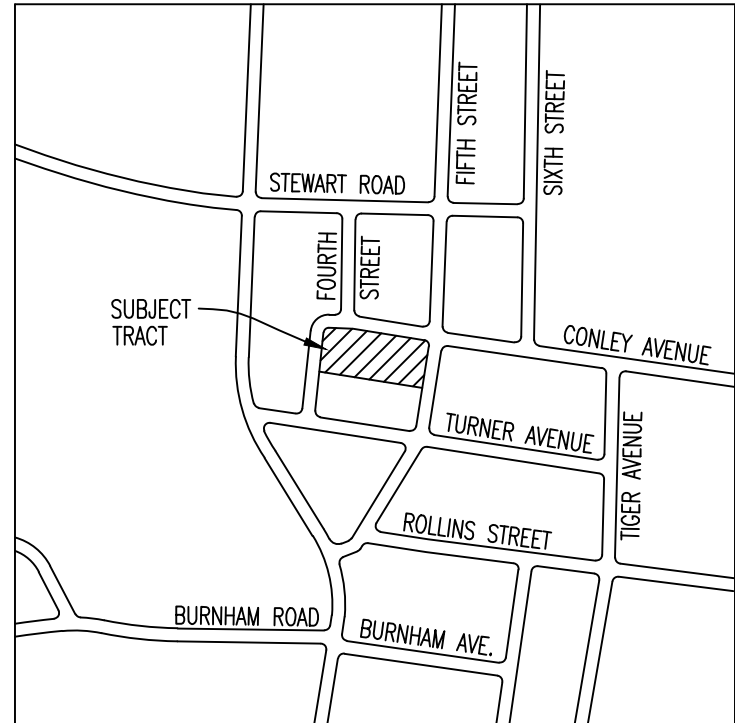 FIFTH STREET
SIXTH STREET
STEWART ROAD
FOURTH
STREET
SUBJECT
TRACT
CONLEY AVENUE
TURNER AVENUE
TIGER AVENUE
ROLLINS STREET
BURNHAM ROAD
BURNHAM AVE.